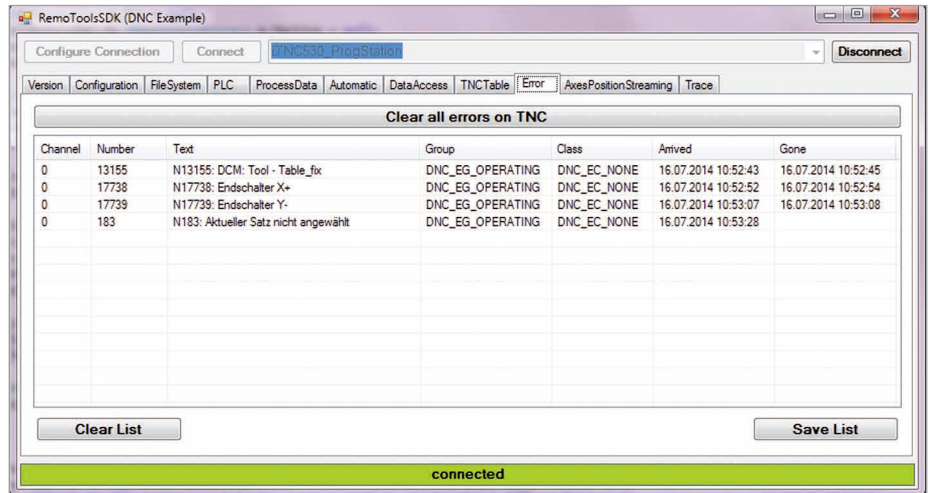 RemoToolsSDK (DNC Example)
Configure Connection Connect iTNC530_ProgStation Disconnect
Version Configuration FileSystem PLC ProcessData Automatic DataAccess TNCTable Error AxesPositionStreaming Trace
Clear all errors on TNC
Channel Number Text Group Class Arrived Gone
0 13155 N13155: DCM: Tool - Table_fix DNC_EG_OPERATING DNC_EC_NONE 16.07.2014 10:52:43 16.07.2014 10:52:45
0 17738 N17738: Endschalter X+ DNC_EG_OPERATING DNC_EC_NONE 16.07.2014 10:52:52 16.07.2014 10:52:54
0 17739 N17739: Endschalter Y- DNC_EG_OPERATING DNC_EC_NONE 16.07.2014 10:53:07 16.07.2014 10:53:08
0 183 N183: Aktueller Satz nicht angewählt DNC_EG_OPERATING DNC_EC_NONE 16.07.2014 10:53:28
Clear List Save List
connected